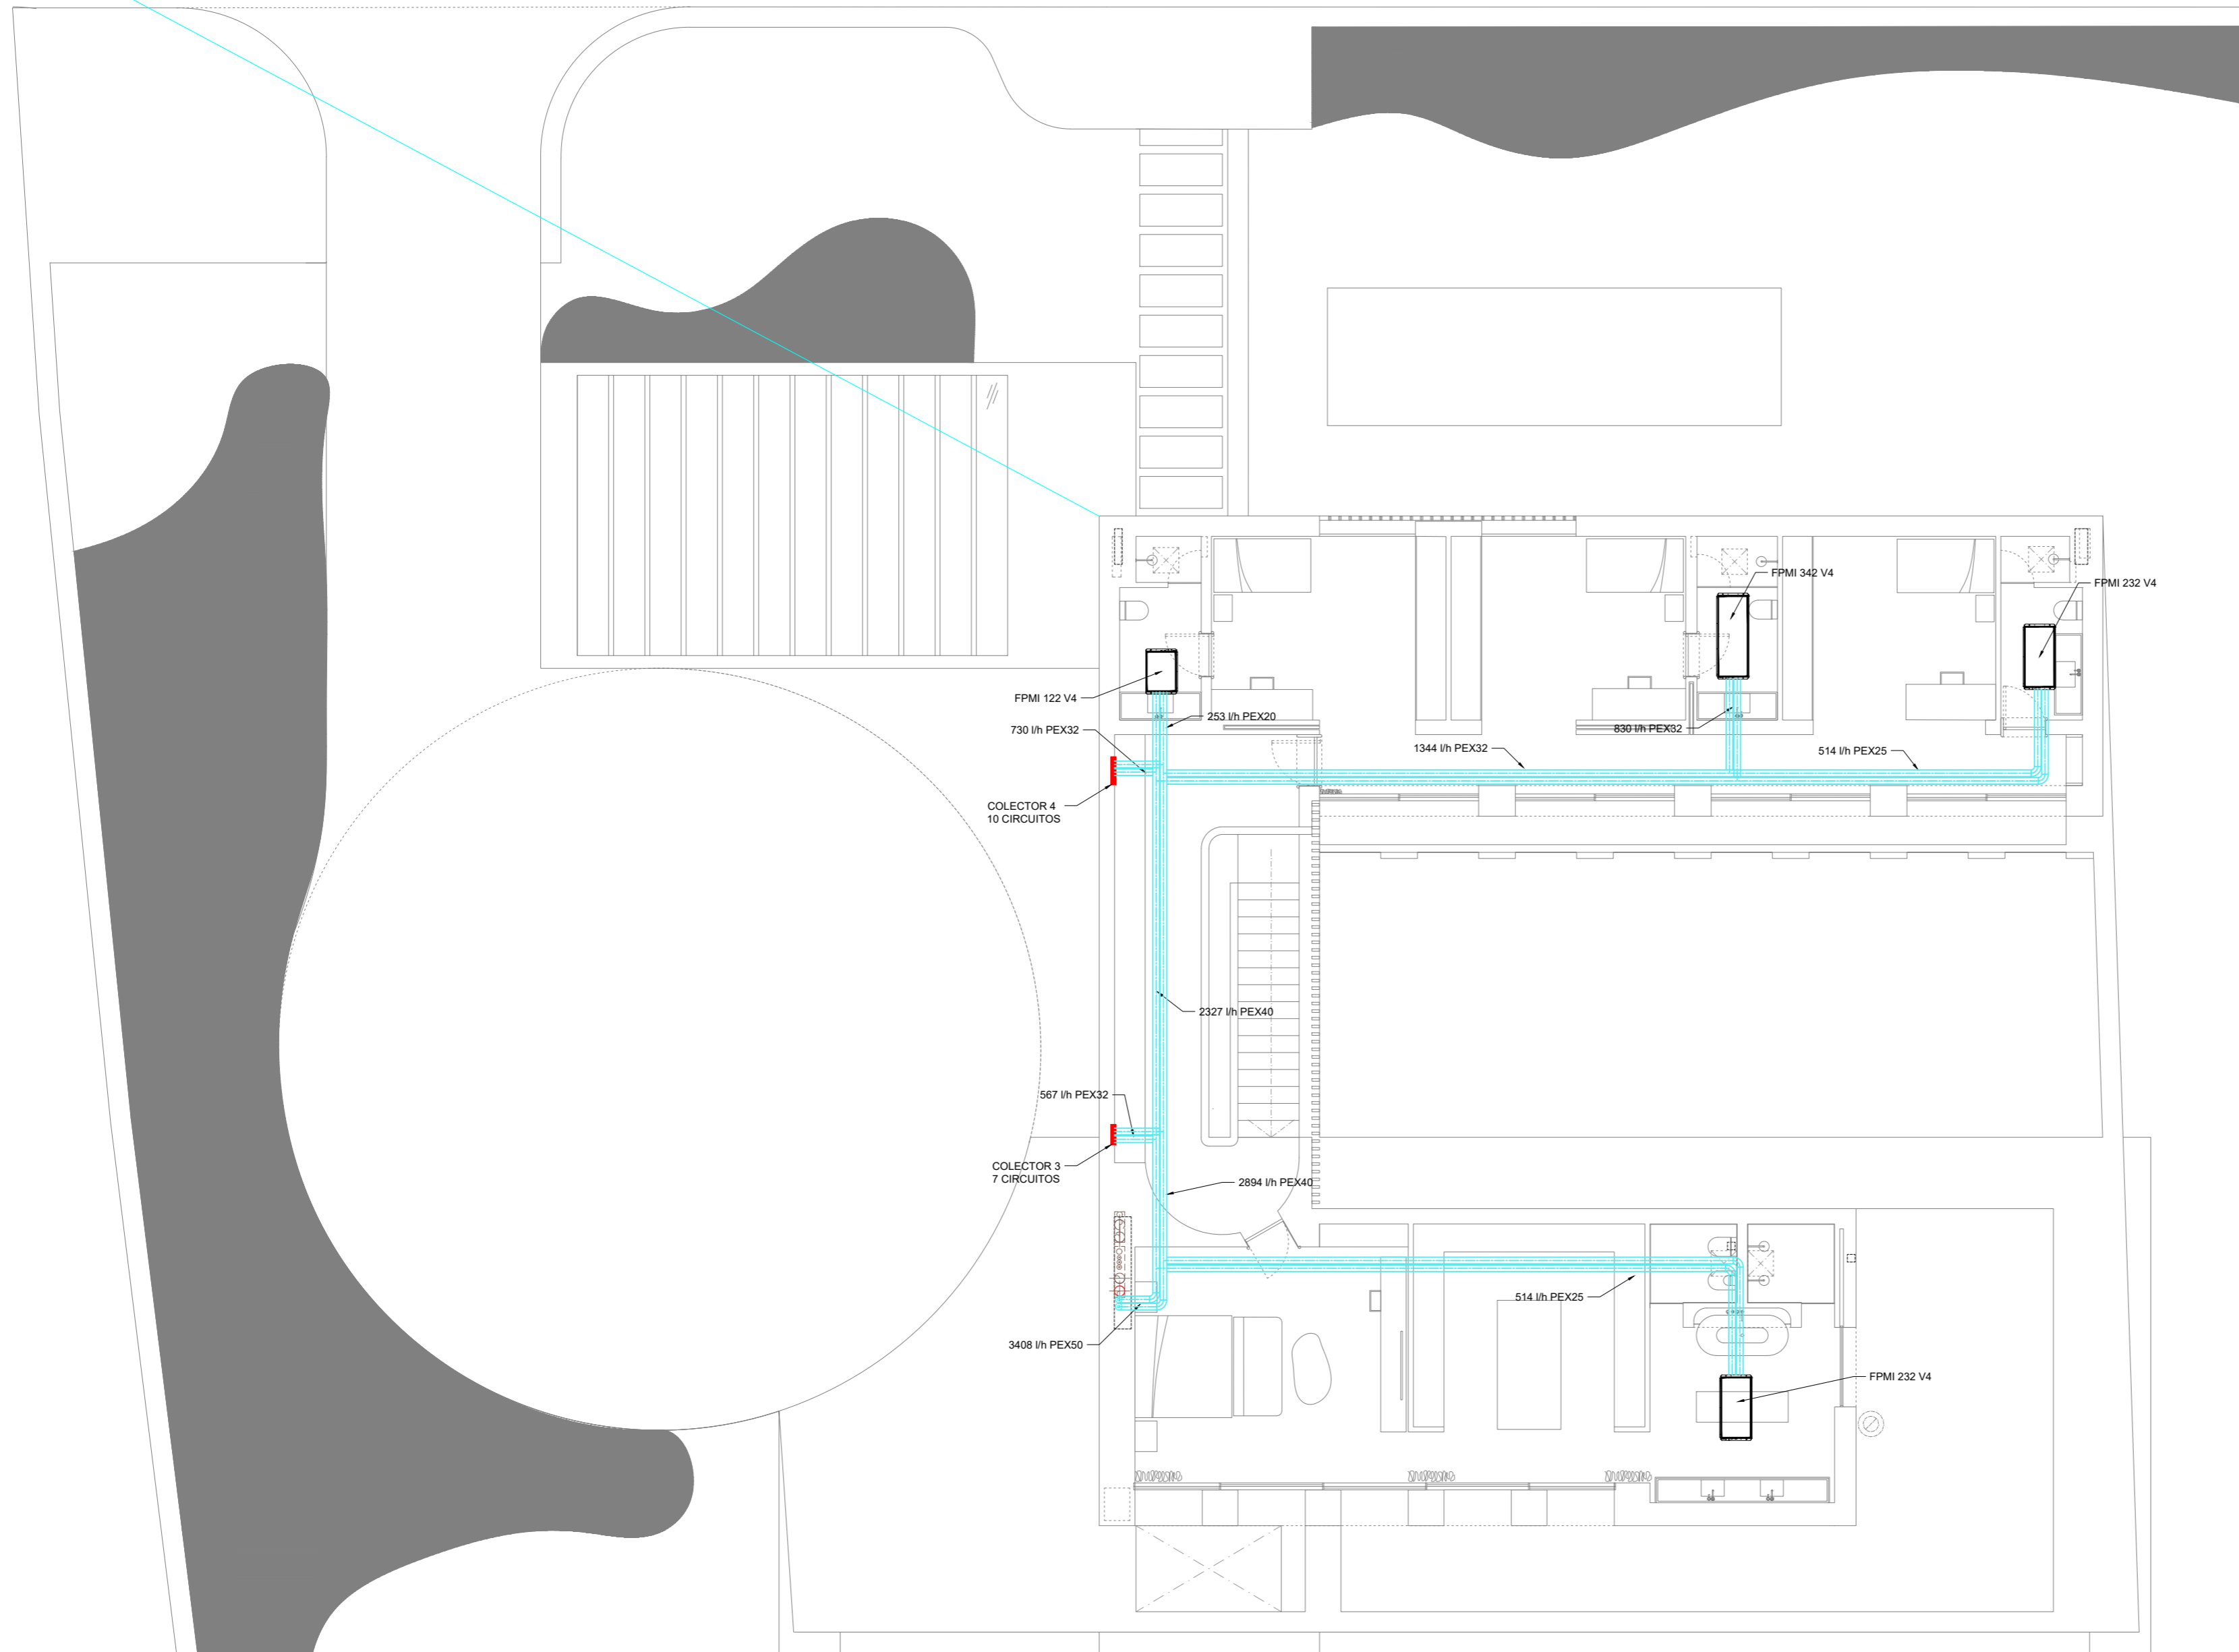 FPMI 342 V4
FPMI 232 V4
FPMI 122 V4
253 l/h PEX20
730 l/h PEX32
830 l/h PEX32
1344 l/h PEX32
514 l/h PEX25
COLECTOR 4
10 CIRCUITOS
2327 l/h PEX40
567 l/h PEX32
COLECTOR 3
7 CIRCUITOS
2894 l/h PEX40
514 l/h PEX25
3408 l/h PEX50
FPMI 232 V4